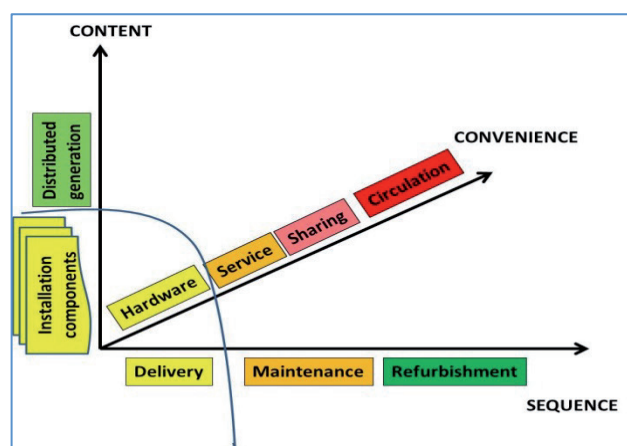 CONTENT
Distributed
generation
CONVENIENCE
Circulation
Sharing
Service
Hardware
Installation
components
Delivery
Maintenance
Refurbishment
SEQUENCE